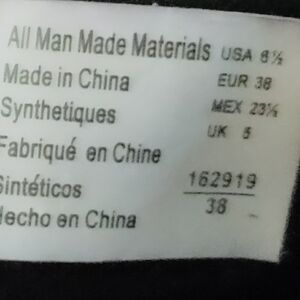 All Man Made Materials
Made in China
Synthetiques
Fabriqué en Chine
Sintéticos
Hecho en China
USA 6½
EUR 38
MEX 23½
UK 5
162919
38